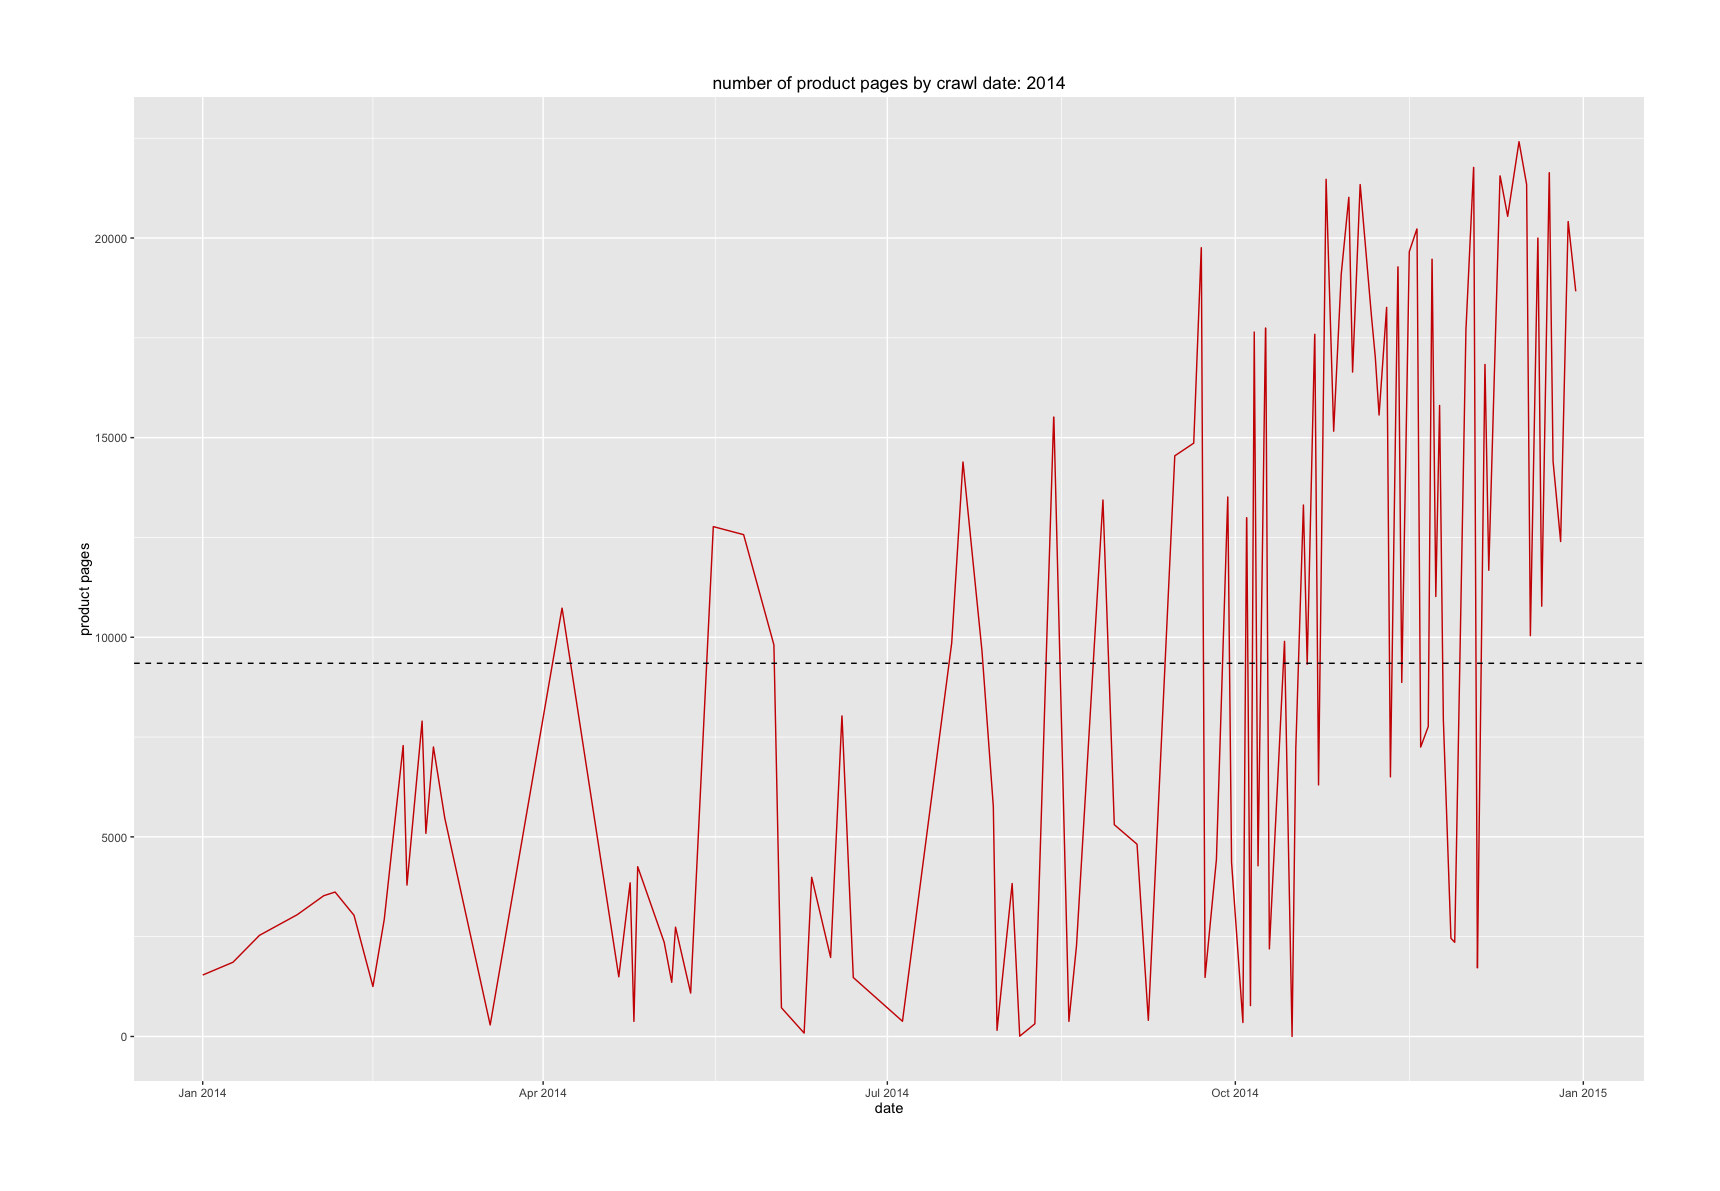 number of product pages by crawl date: 2014
product pages
20000
15000
10000
5000
0
Jan 2014
Apr 2014
Jul 2014
Oct 2014
Jan 2015
date